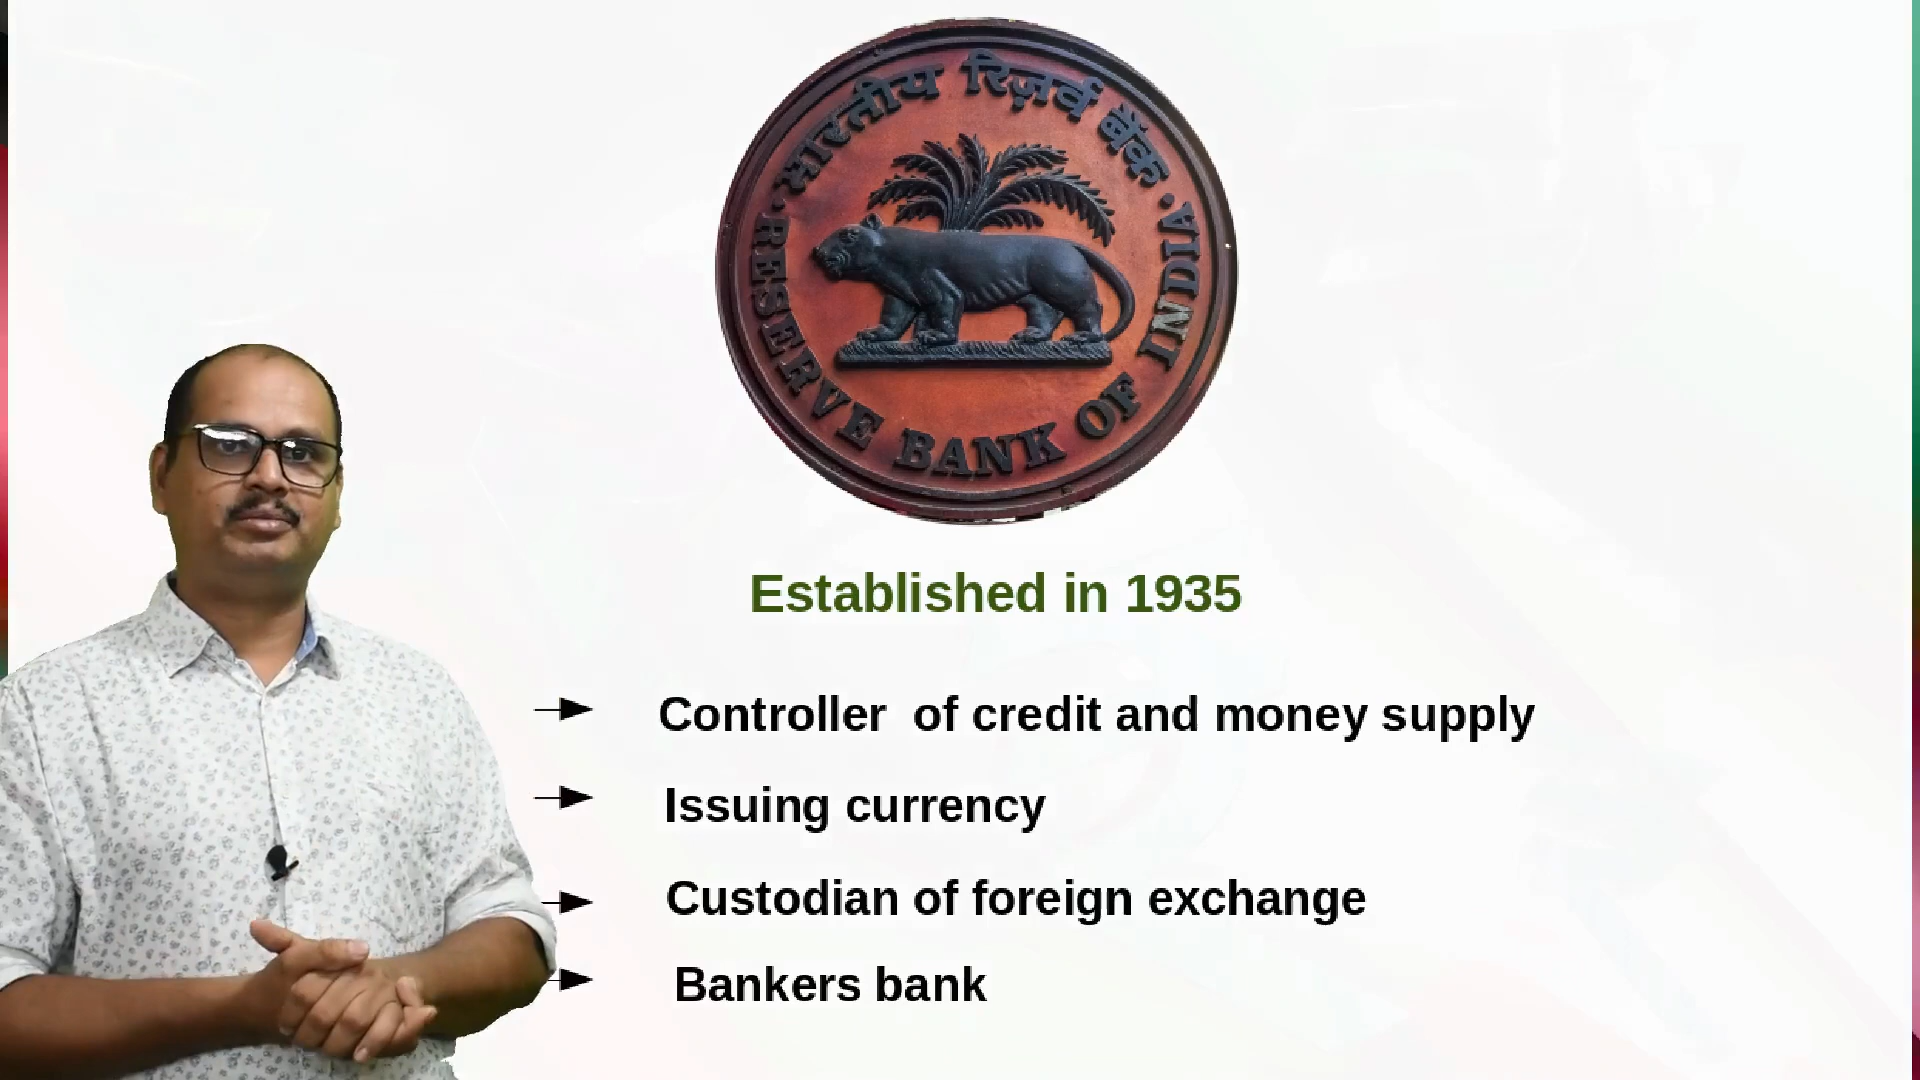 भारतीय रिज़र्व बैंक
RESERVE BANK OF INDIA
Established in 1935
Controller of credit and money supply
Issuing currency
Custodian of foreign exchange
Bankers bank